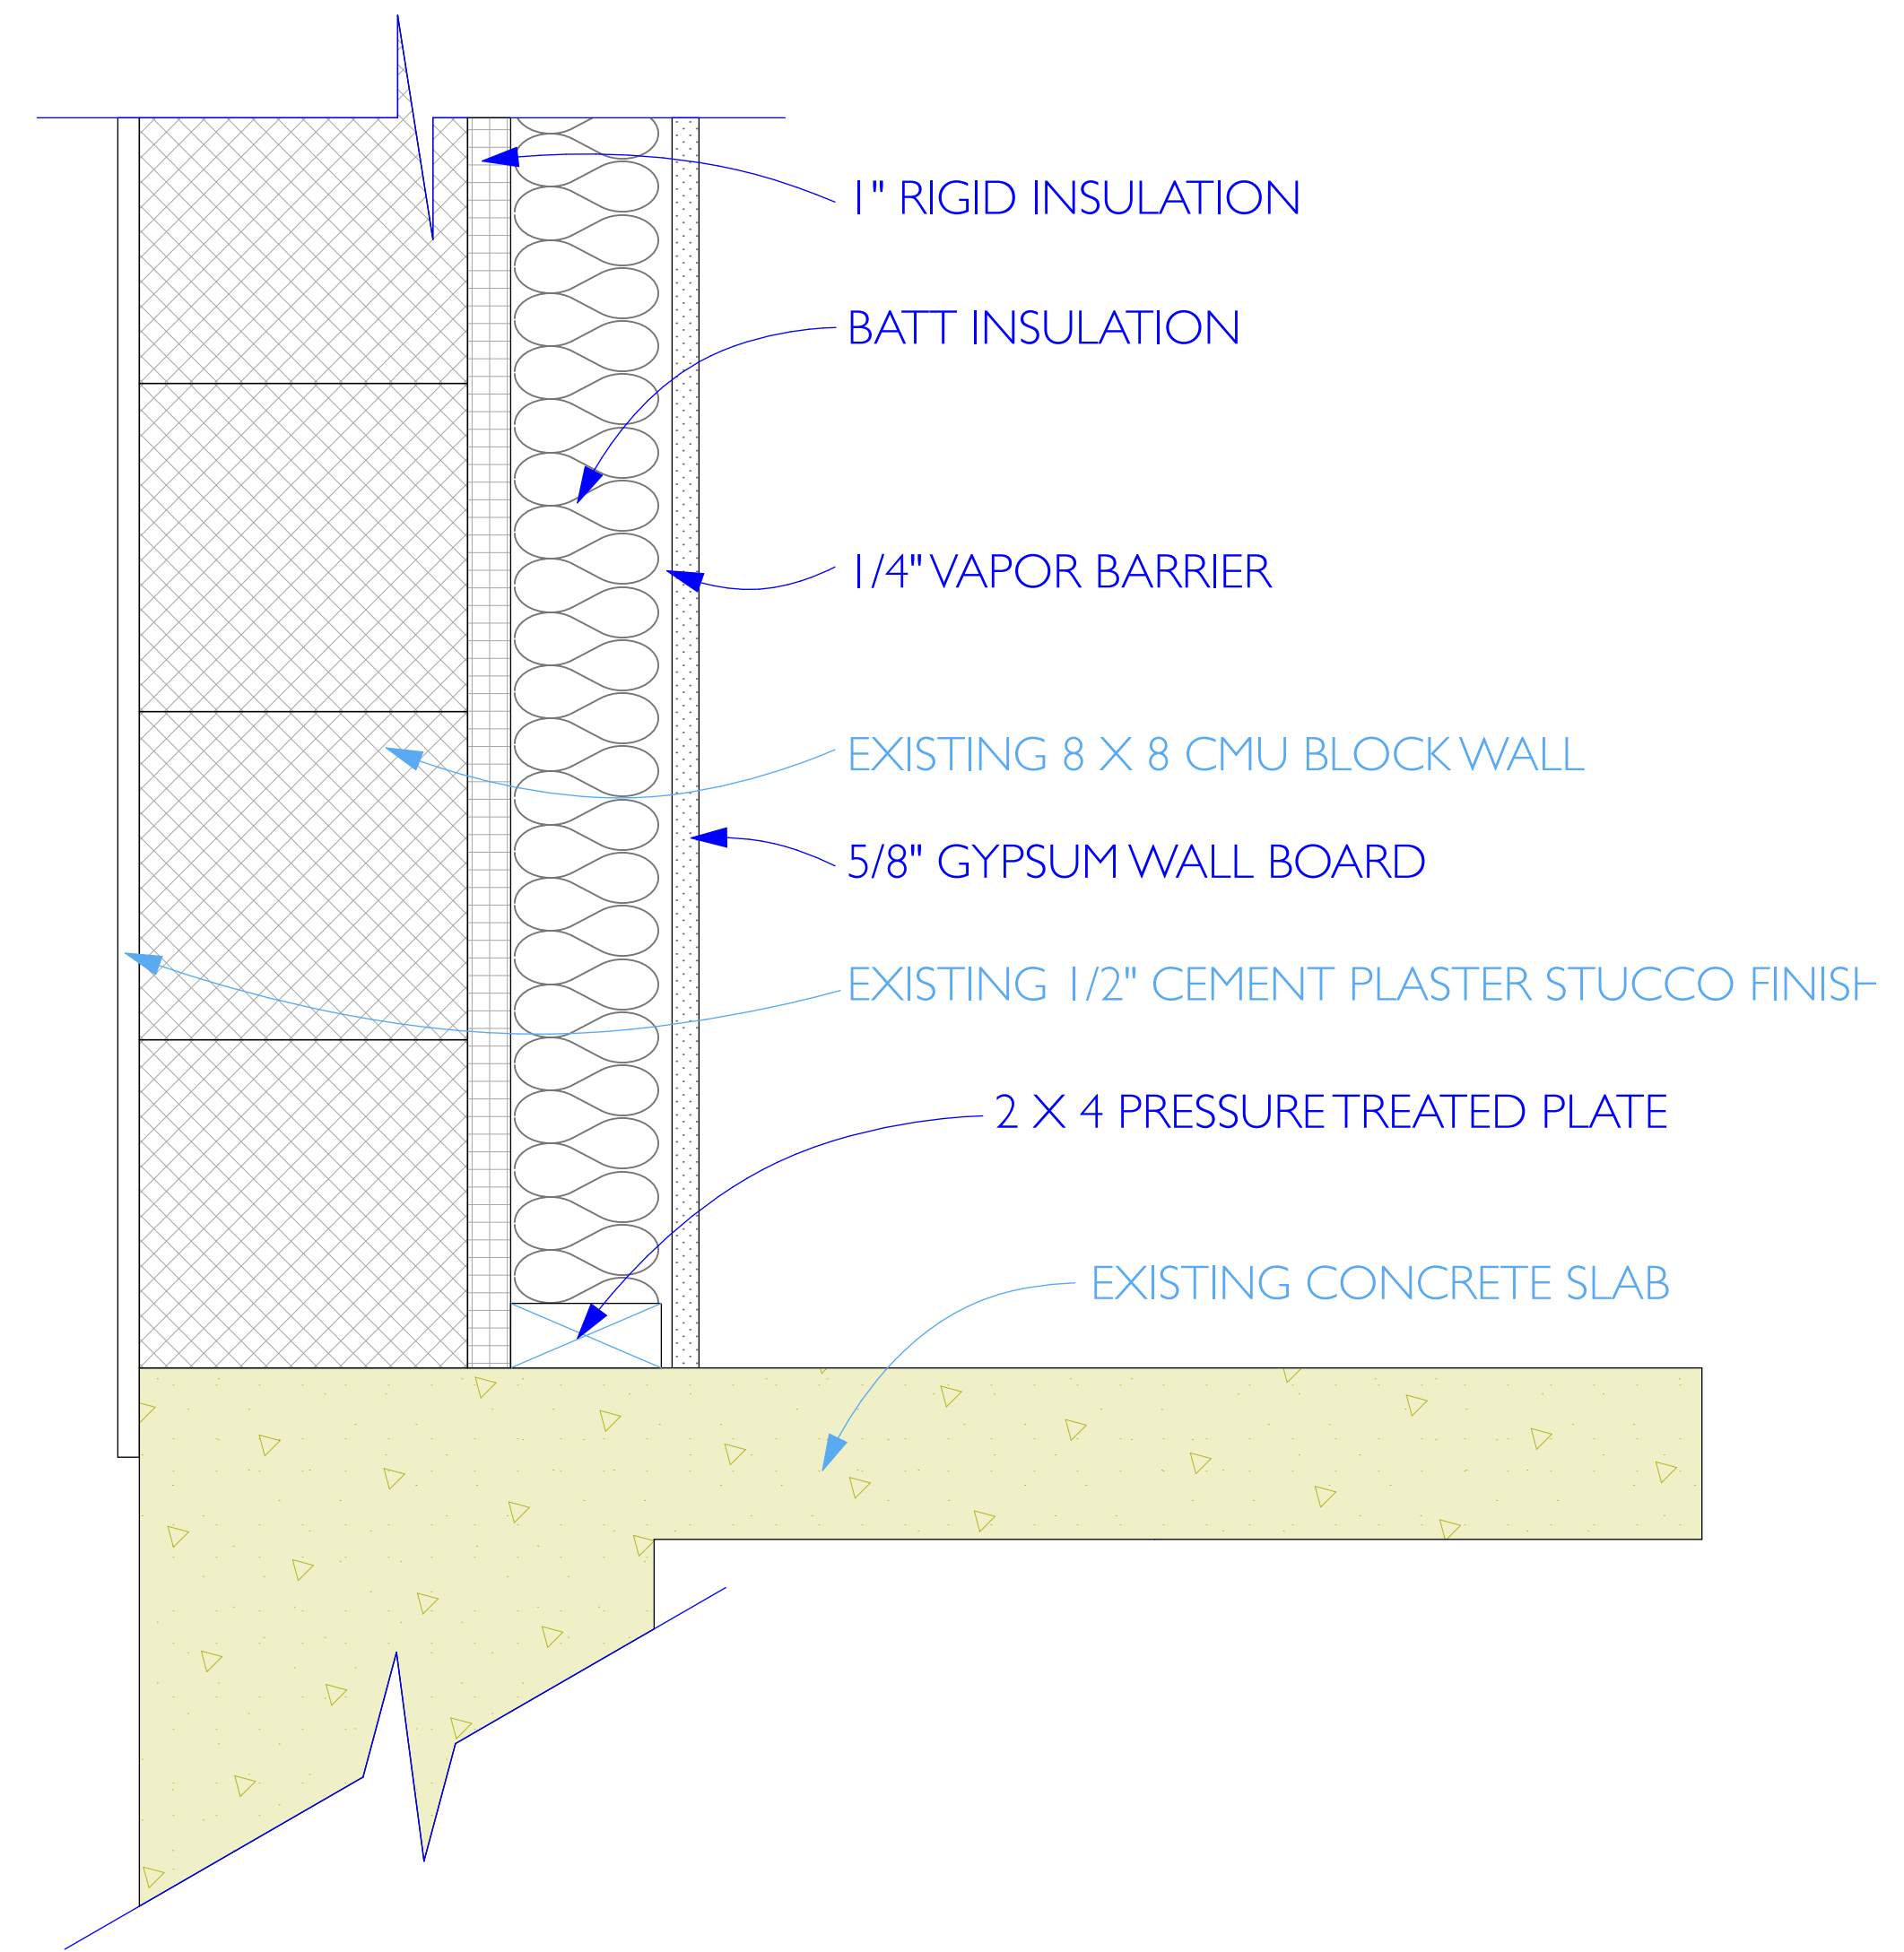 1" RIGID INSULATION
BATT INSULATION
1/4" VAPOR BARRIER
EXISTING 8 X 8 CMU BLOCK WALL
5/8" GYPSUM WALL BOARD
EXISTING 1/2" CEMENT PLASTER STUCCO FINISH
2 X 4 PRESSURE TREATED PLATE
EXISTING CONCRETE SLAB